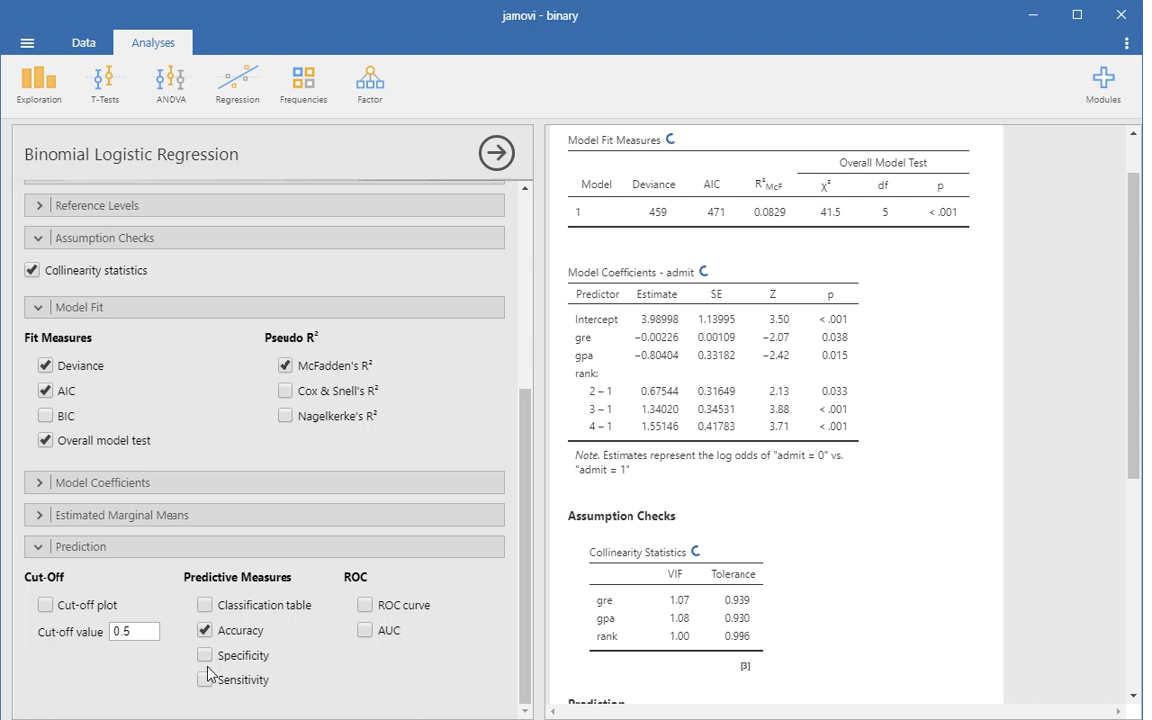 jamovi - binary
Data Analyses
Exploration T-Tests ANOVA Regression Frequencies Factor Modules
Binomial Logistic Regression
Reference Levels
Assumption Checks
Collinearity statistics
Model Fit
Fit Measures Pseudo R²
Deviance McFadden's R²
AIC Cox & Snell's R²
BIC Nagelkerke's R²
Overall model test
Model Coefficients
Estimated Marginal Means
Prediction
Cut-Off Predictive Measures ROC
Cut-off plot Classification table ROC curve
Cut-off value 0.5 Accuracy AUC
Specificity
Sensitivity
Model Fit Measures
Overall Model Test
Model Deviance AIC R²McF χ² df p
1 459 471 0.0829 41.5 5 < .001
Model Coefficients - admit
Predictor Estimate SE Z p
Intercept 3.98998 1.13995 3.50 < .001
gre −0.00226 0.00109 −2.07 0.038
gpa −0.80404 0.33182 −2.42 0.015
rank:
2 – 1 0.67544 0.31649 2.13 0.033
3 – 1 1.34020 0.34531 3.88 < .001
4 – 1 1.55146 0.41783 3.71 < .001
Note. Estimates represent the log odds of "admit = 0" vs.
"admit = 1"
Assumption Checks
Collinearity Statistics
VIF Tolerance
gre 1.07 0.939
gpa 1.08 0.930
rank 1.00 0.996
[3]
Prediction